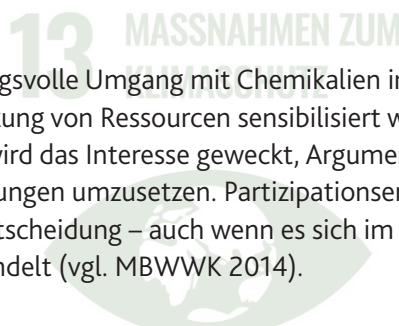 13 MASSNAHMEN ZUM
KLIMASCHUTZ
gsvolle Umgang mit Chemikalien in
zung von Ressourcen sensibilisiert w
wird das Interesse geweckt, Argume
ungen umzusetzen. Partizipationser
tscheidung – auch wenn es sich im
ndelt (vgl. MBWWK 2014).